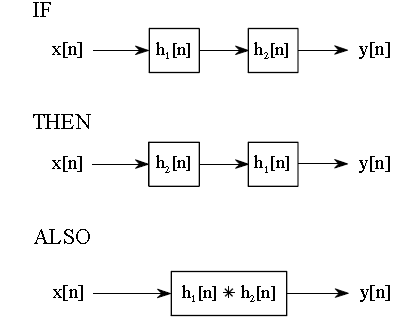 IF
x[n] h₁[n] h₂[n] y[n]
THEN
x[n] h₂[n] h₁[n] y[n]
ALSO
x[n] h₁[n] ∗ h₂[n] y[n]